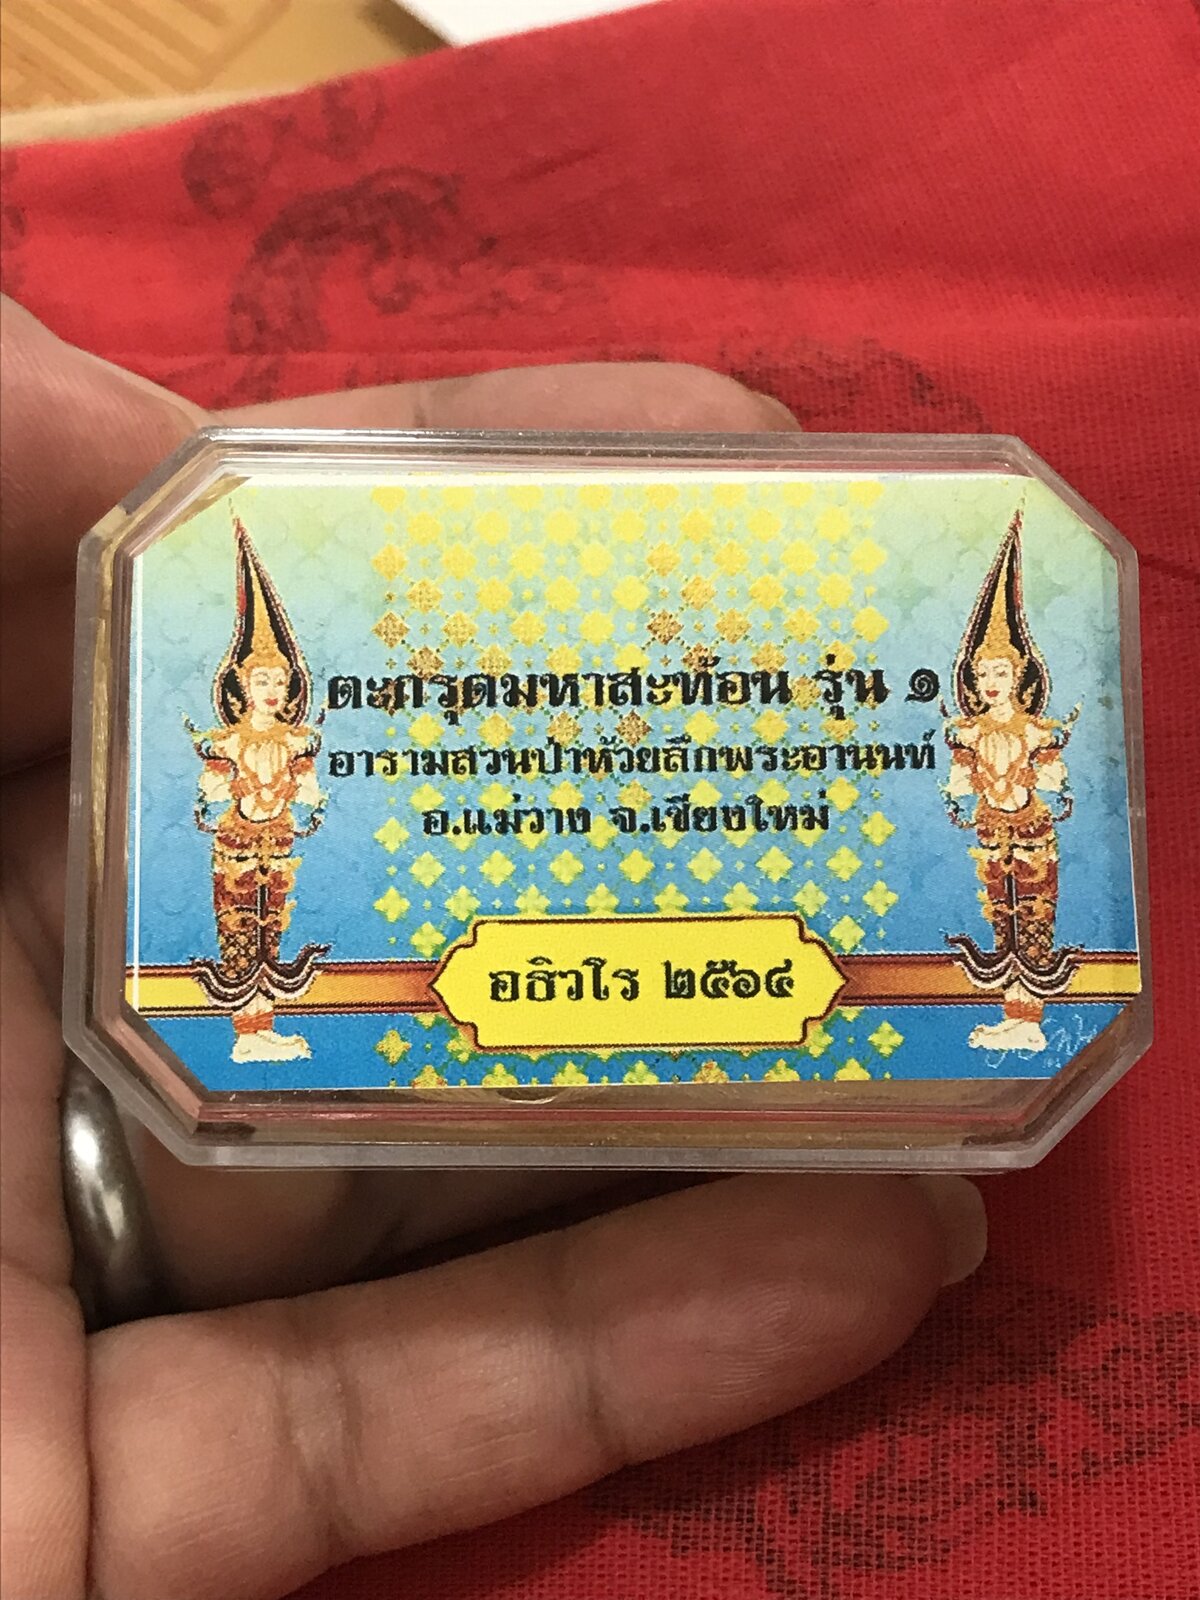 ตะกรุดมหาสะท้อน รุ่น ๑
อารามสวนป่าห้วยลึกพระอานนท์
อ.แม่วาง จ.เชียงใหม่
อธิวโร ๒๕๖๔